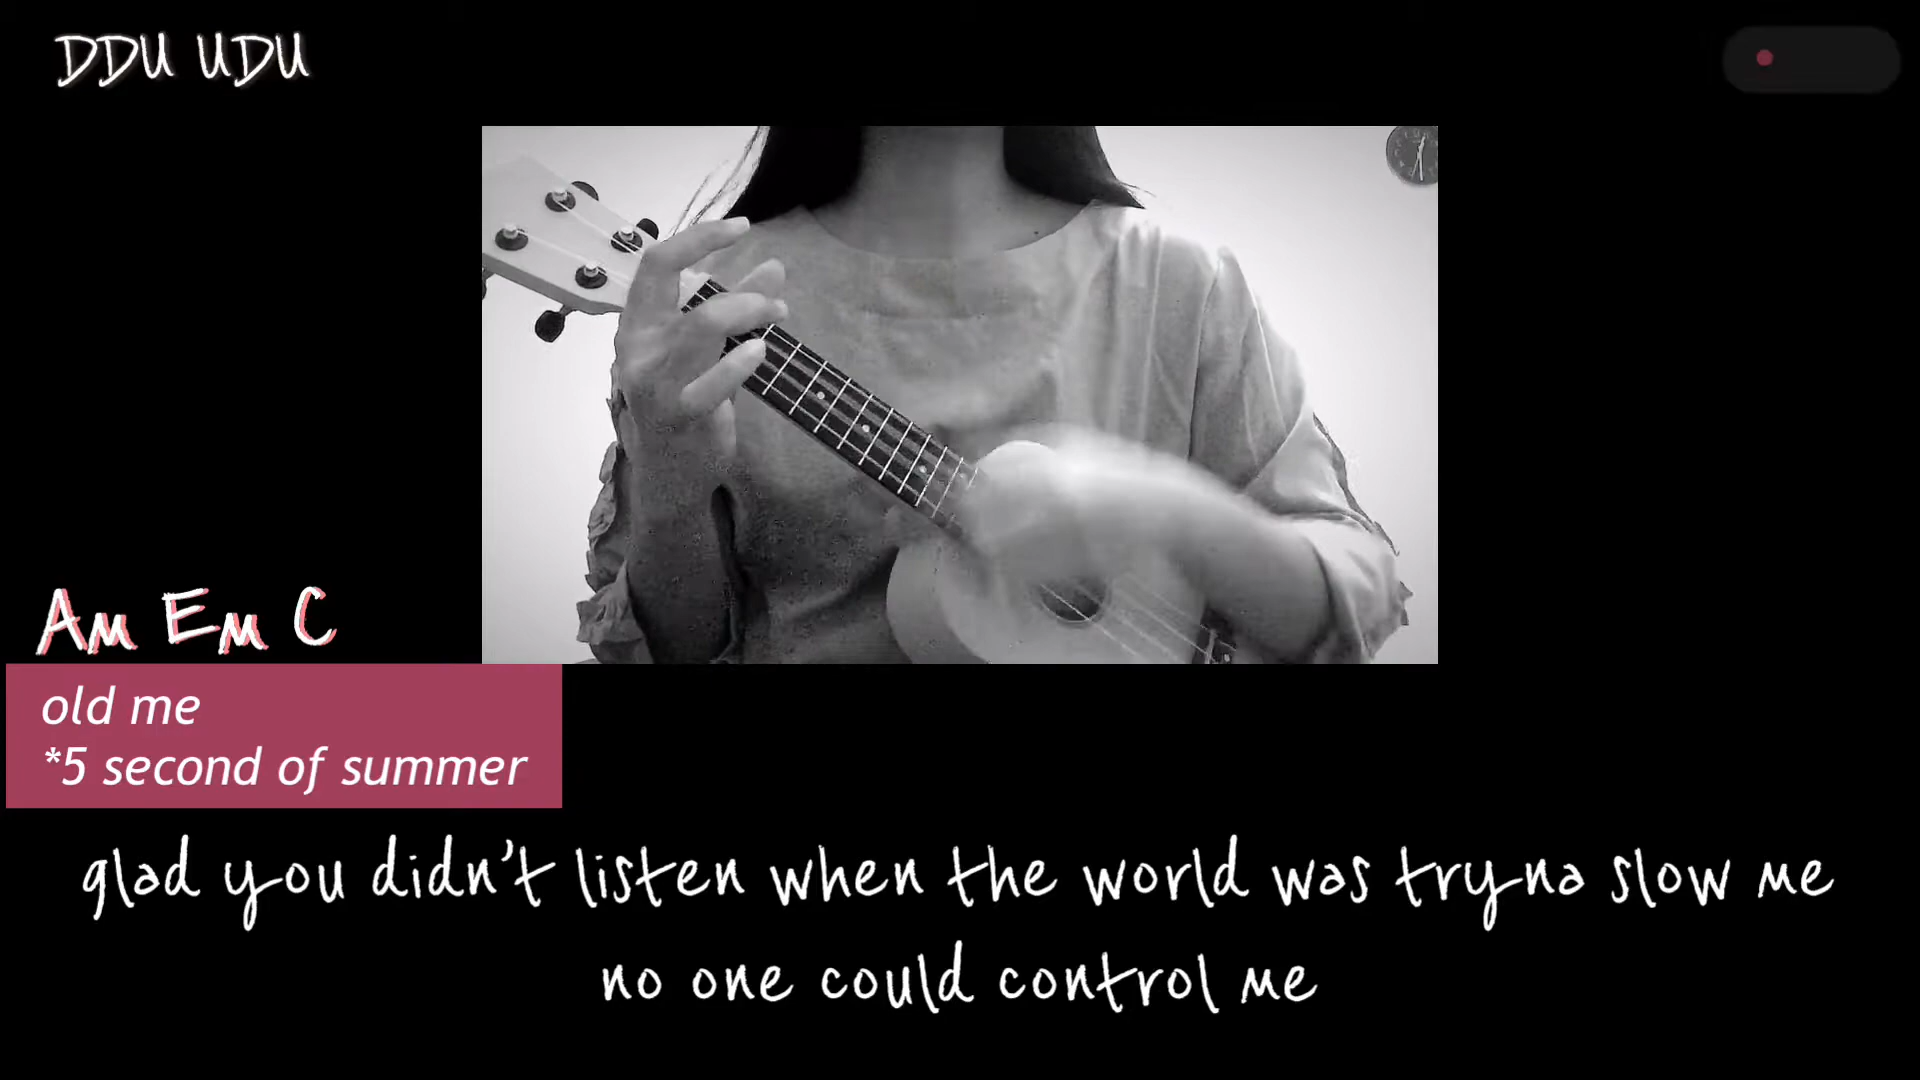 DDU UDU
Am Em C
old me
*5 second of summer
glad you didn't listen when the world was tryna slow me
no one could control me